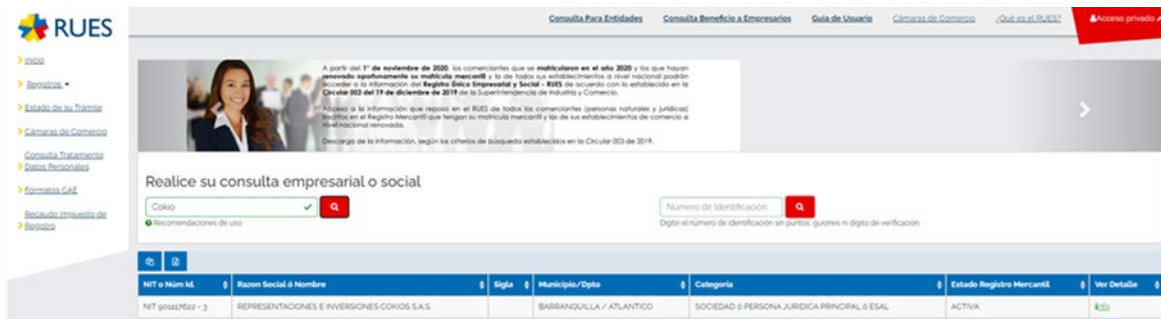 RUES
Consulta Para Entidades
Consulta Beneficio a Empresarios
Guía de Usuario
Cámaras de Comercio
¿Qué es el RUES?
Acceso privado
Inicio
Registros
Estado de su Trámite
Cámaras de Comercio
Consulta Tratamiento
Datos Personales
Formatos CAE
Recaudo Impuesto de
Registro
A partir del 1° de noviembre de 2020, los comerciantes que se matricularon en el año 2020 y los que hayan
renovado oportunamente su matrícula mercantil y la de todos sus establecimientos a nivel nacional podrán
acceder a la información del Registro Único Empresarial y Social - RUES de acuerdo con lo establecido en la
Circular 003 del 19 de diciembre de 2019 de la Superintendencia de Industria y Comercio.
Acceso a la información que reposa en el RUES de todos los comerciantes (personas naturales y jurídicas)
inscritos en el Registro Mercantil que tengan su matrícula mercantil y las de sus establecimientos de comercio a
nivel nacional renovada.
Descarga de la información, según los criterios de búsqueda establecidos en la Circular 003 de 2019.
Realice su consulta empresarial o social
Cokio
Recomendaciones de uso
Número de Identificación
Digite el número de identificación sin puntos, guiones ni dígito de verificación
NIT o Núm Id.
Razon Social ó Nombre
Sigla
Municipio/Dpto
Categoría
Estado Registro Mercantil
Ver Detalle
NIT 901117622 - 3
REPRESENTACIONES E INVERSIONES COKIOS S.A.S.
BARRANQUILLA / ATLANTICO
SOCIEDAD ó PERSONA JURIDICA PRINCIPAL ó ESAL
ACTIVA